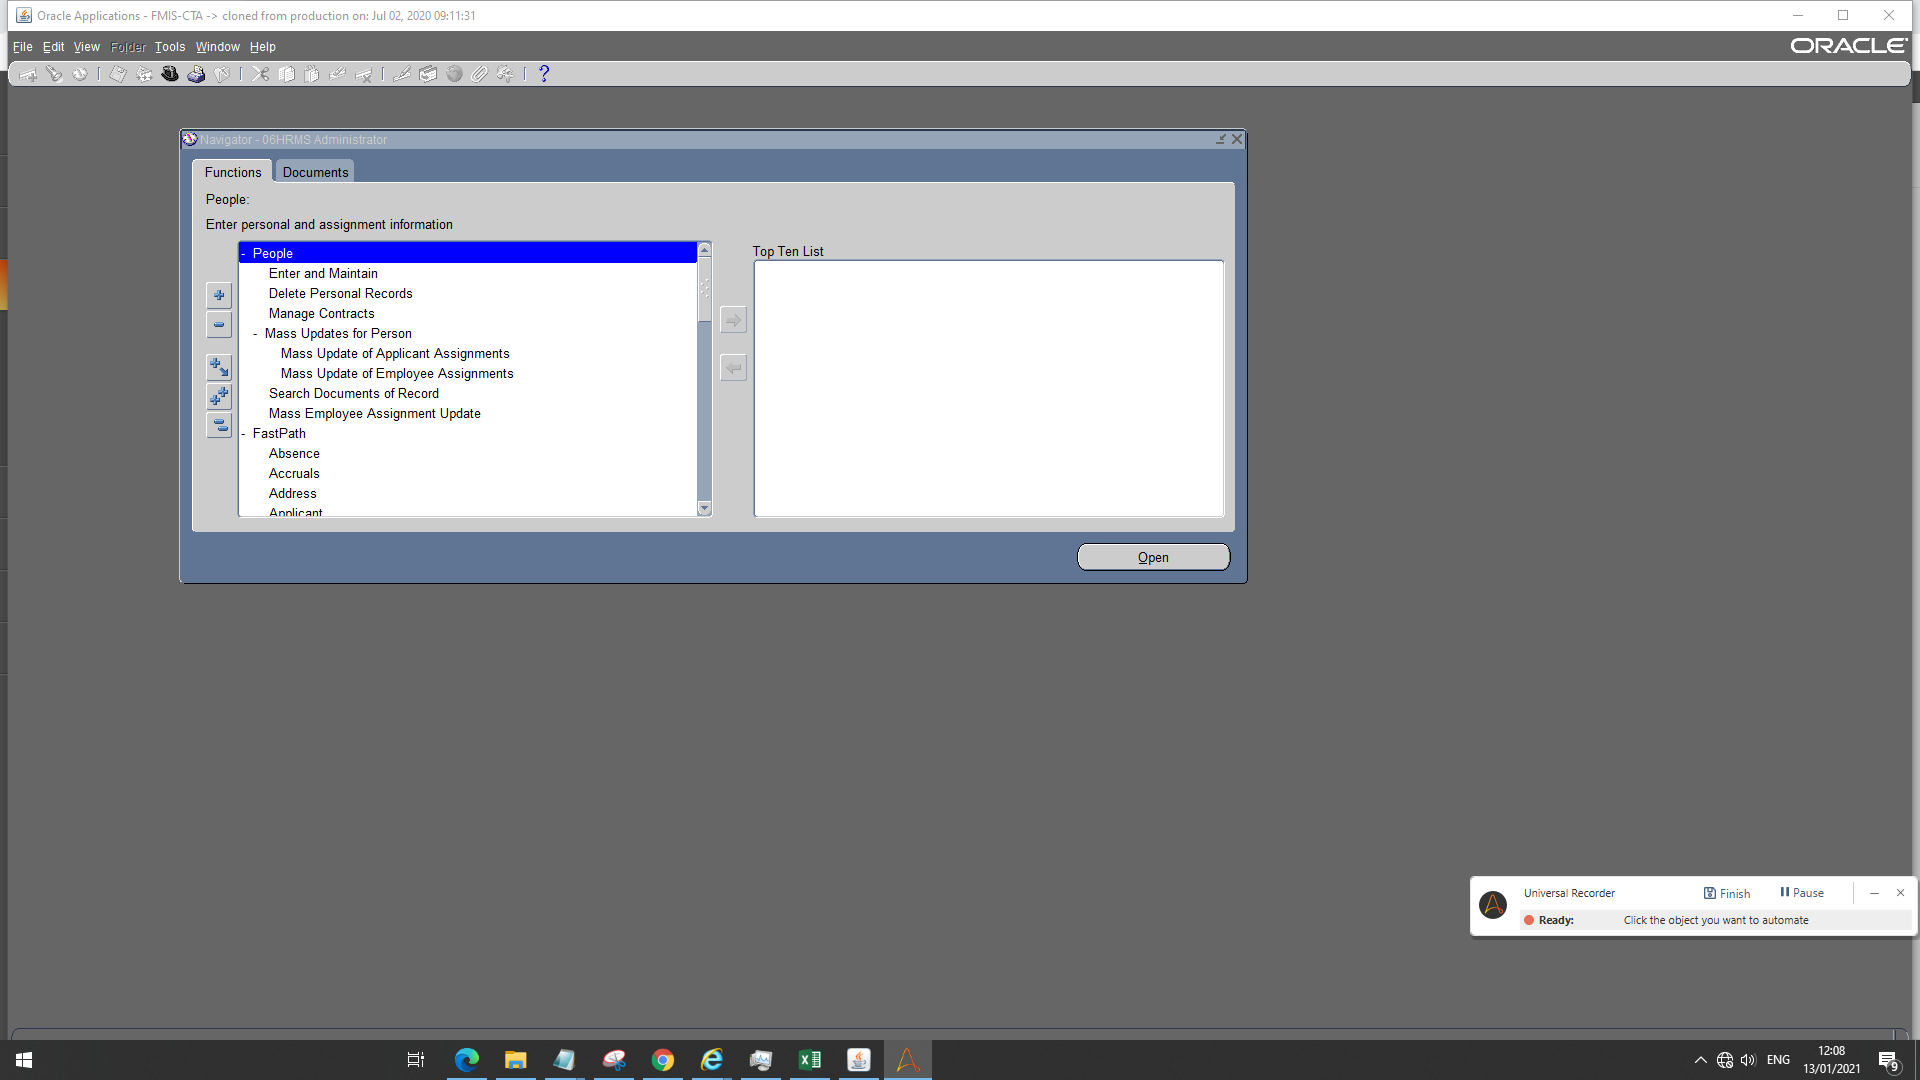 Oracle Applications - FMIS-CTA -> cloned from production on: Jul 02, 2020 09:11:31
File Edit View Folder Tools Window Help
ORACLE
?
Navigator - 06HRMS Administrator
Functions Documents
People:
Enter personal and assignment information
Top Ten List
- People
Enter and Maintain
Delete Personal Records
Manage Contracts
- Mass Updates for Person
Mass Update of Applicant Assignments
Mass Update of Employee Assignments
Search Documents of Record
Mass Employee Assignment Update
- FastPath
Absence
Accruals
Address
Applicant
Open
Universal Recorder Finish Pause
Ready: Click the object you want to automate
ENG
12:08
13/01/2021
9